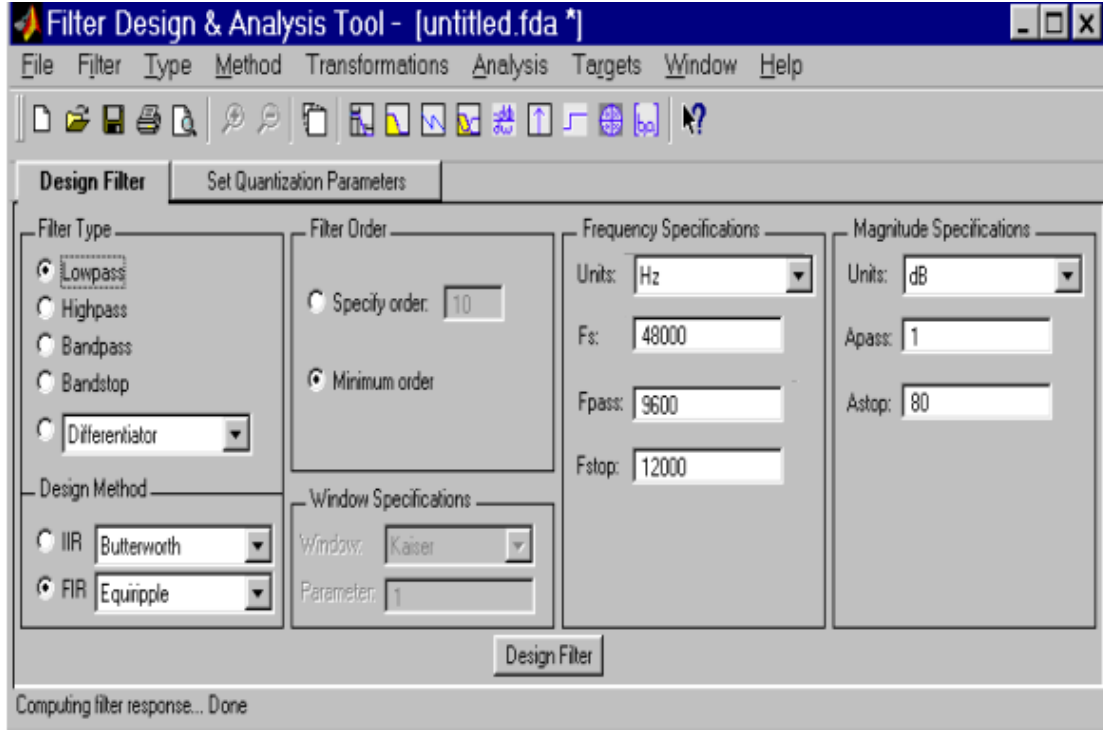 Filter Design & Analysis Tool - [untitled.fda *]
File Filter Type Method Transformations Analysis Targets Window Help
Design Filter
Set Quantization Parameters
Filter Type
Lowpass
Highpass
Bandpass
Bandstop
Differentiator
Design Method
IIR Butterworth
FIR Equiripple
Filter Order
Specify order: 10
Minimum order
Window Specifications
Window: Kaiser
Parameter: 1
Frequency Specifications
Units: Hz
Fs: 48000
Fpass: 9600
Fstop: 12000
Magnitude Specifications
Units: dB
Apass: 1
Astop: 80
Design Filter
Computing filter response... Done